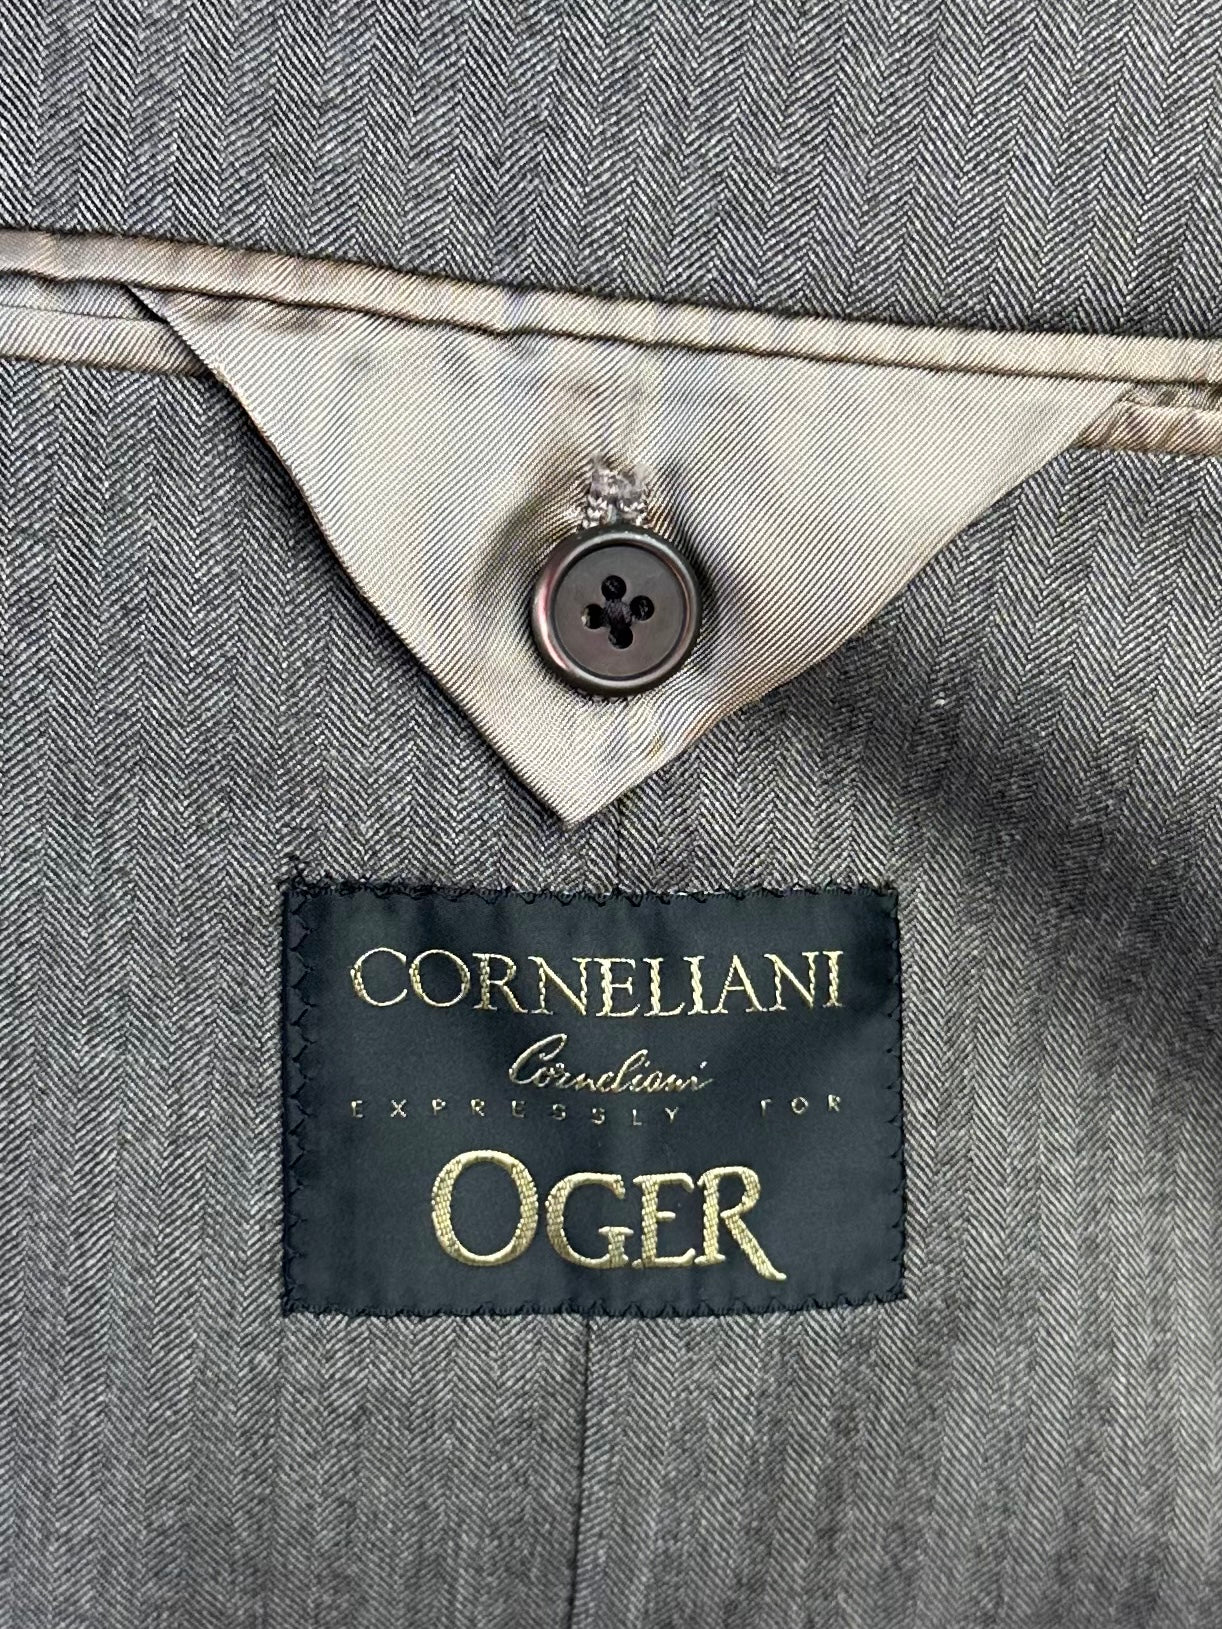 CORNELIANI
Corneliani
EXPRESSLY FOR
OGER